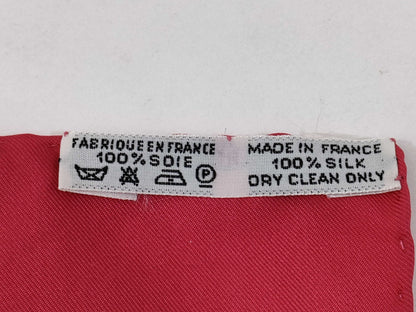 FABRIQUE EN FRANCE
100% SOIE
P
MADE IN FRANCE
100% SILK
DRY CLEAN ONLY